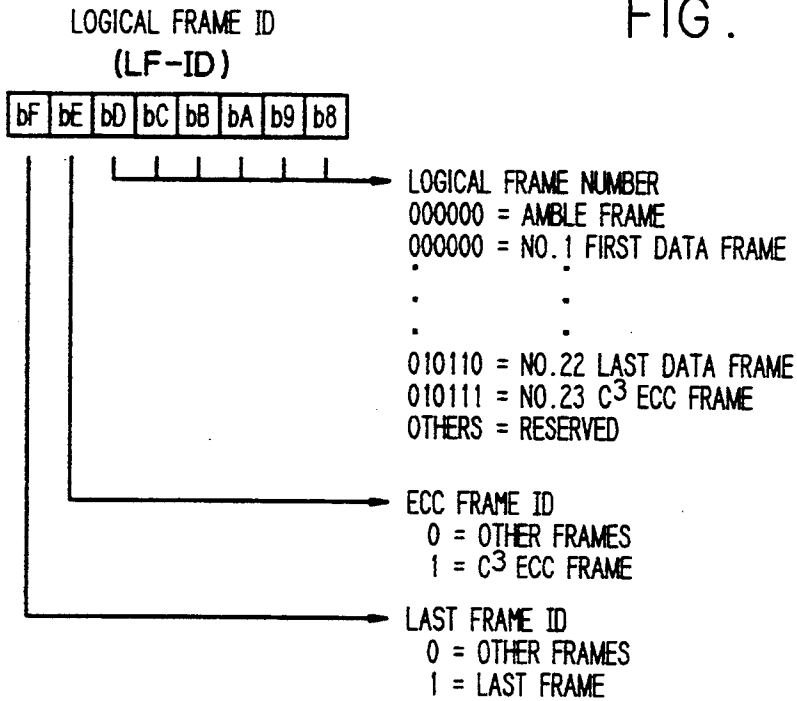 LOGICAL FRAME ID
FIG.
(LF-ID)
bF bE bD bC bB bA b9 b8
LOGICAL FRAME NUMBER
000000 = AMBLE FRAME
000000 = NO.1 FIRST DATA FRAME
010110 = NO.22 LAST DATA FRAME
010111 = NO.23 C³ ECC FRAME
OTHERS = RESERVED
ECC FRAME ID
0 = OTHER FRAMES
1 = C³ ECC FRAME
LAST FRAME ID
0 = OTHER FRAMES
1 = LAST FRAME